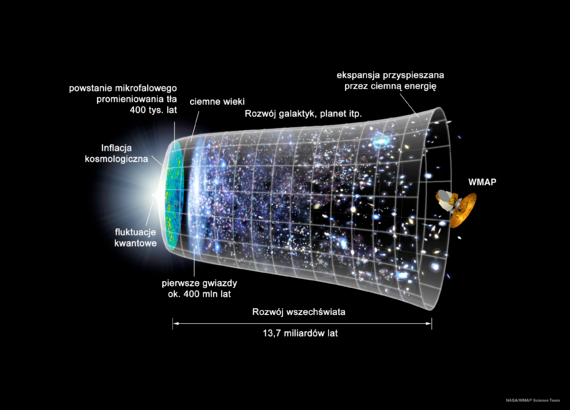 ekspansja przyspieszana
przez ciemną energię
powstanie mikrofalowego
promieniowania tła
400 tys. lat
ciemne wieki
Rozwój galaktyk, planet itp.
Inflacja
kosmologiczna
WMAP
fluktuacje
kwantowe
pierwsze gwiazdy
ok. 400 mln lat
Rozwój wszechświata
13,7 miliardów lat
NASA/WMAP Science Team